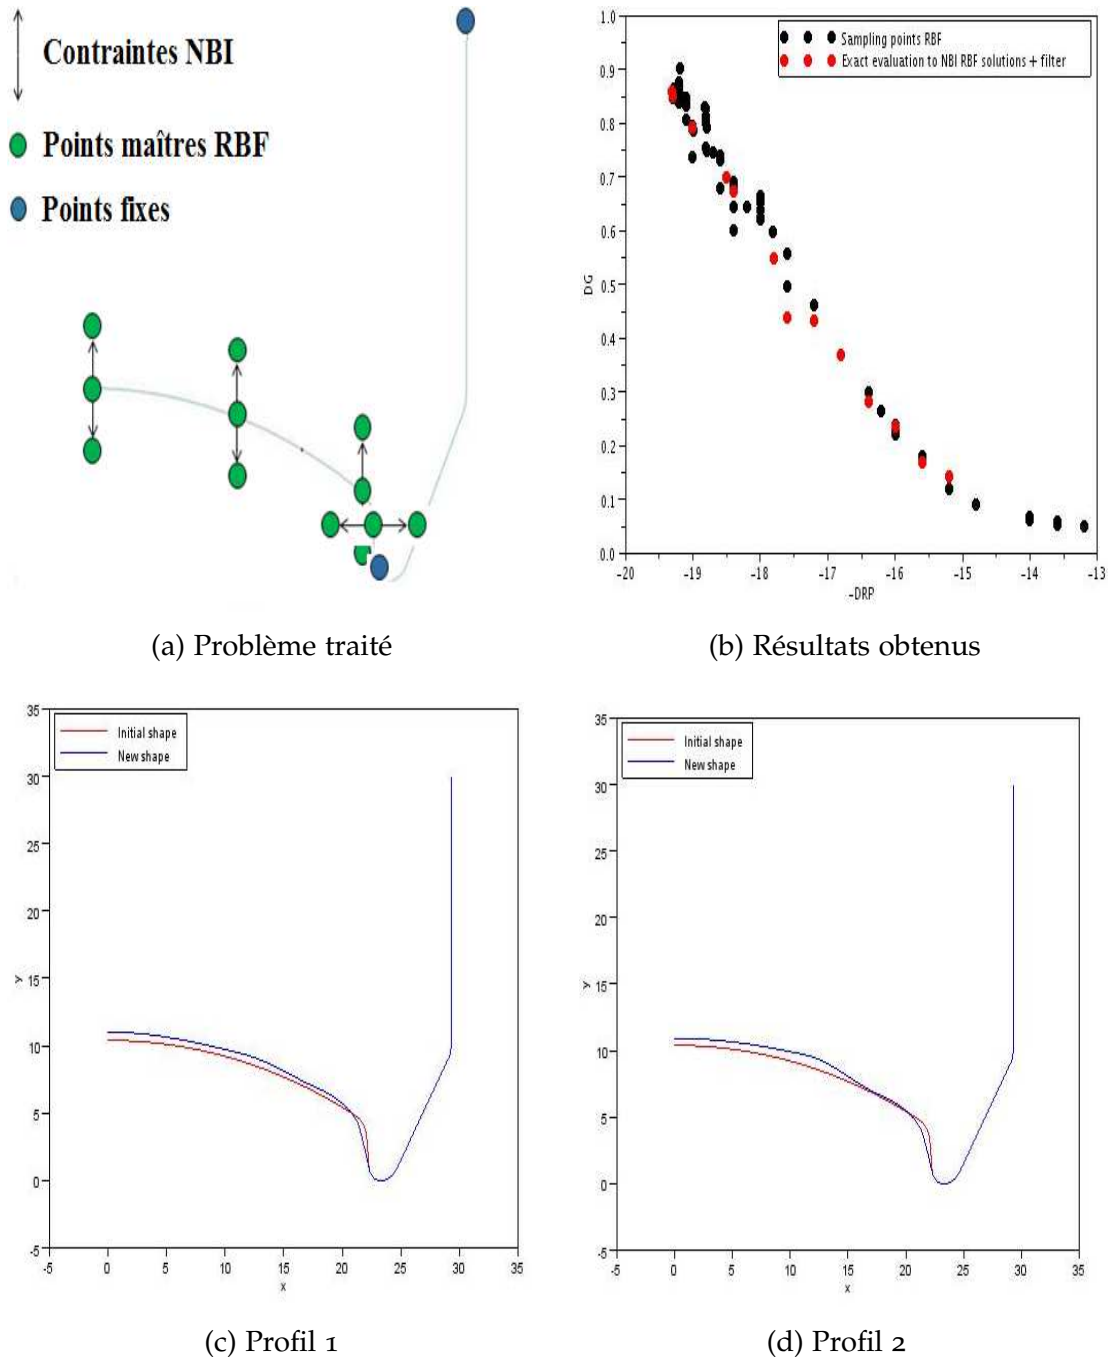 Contraintes NBI
Points maîtres RBF
Points fixes
(a) Problème traité
1.0
0.9
0.8
0.7
0.6
0.5
0.4
0.3
0.2
0.1
0.0
DG
Sampling points RBF
Exact evaluation to NBI RBF solutions + filter
-20
-19
-18
-17
-16
-15
-14
-13
-DRP
(b) Résultats obtenus
35
30
25
20
15
10
5
0
-5
y
Initial shape
New shape
-5
0
5
10
15
20
25
30
35
x
(c) Profil 1
35
30
25
20
15
10
5
0
-5
y
Initial shape
New shape
-5
0
5
10
15
20
25
30
35
x
(d) Profil 2